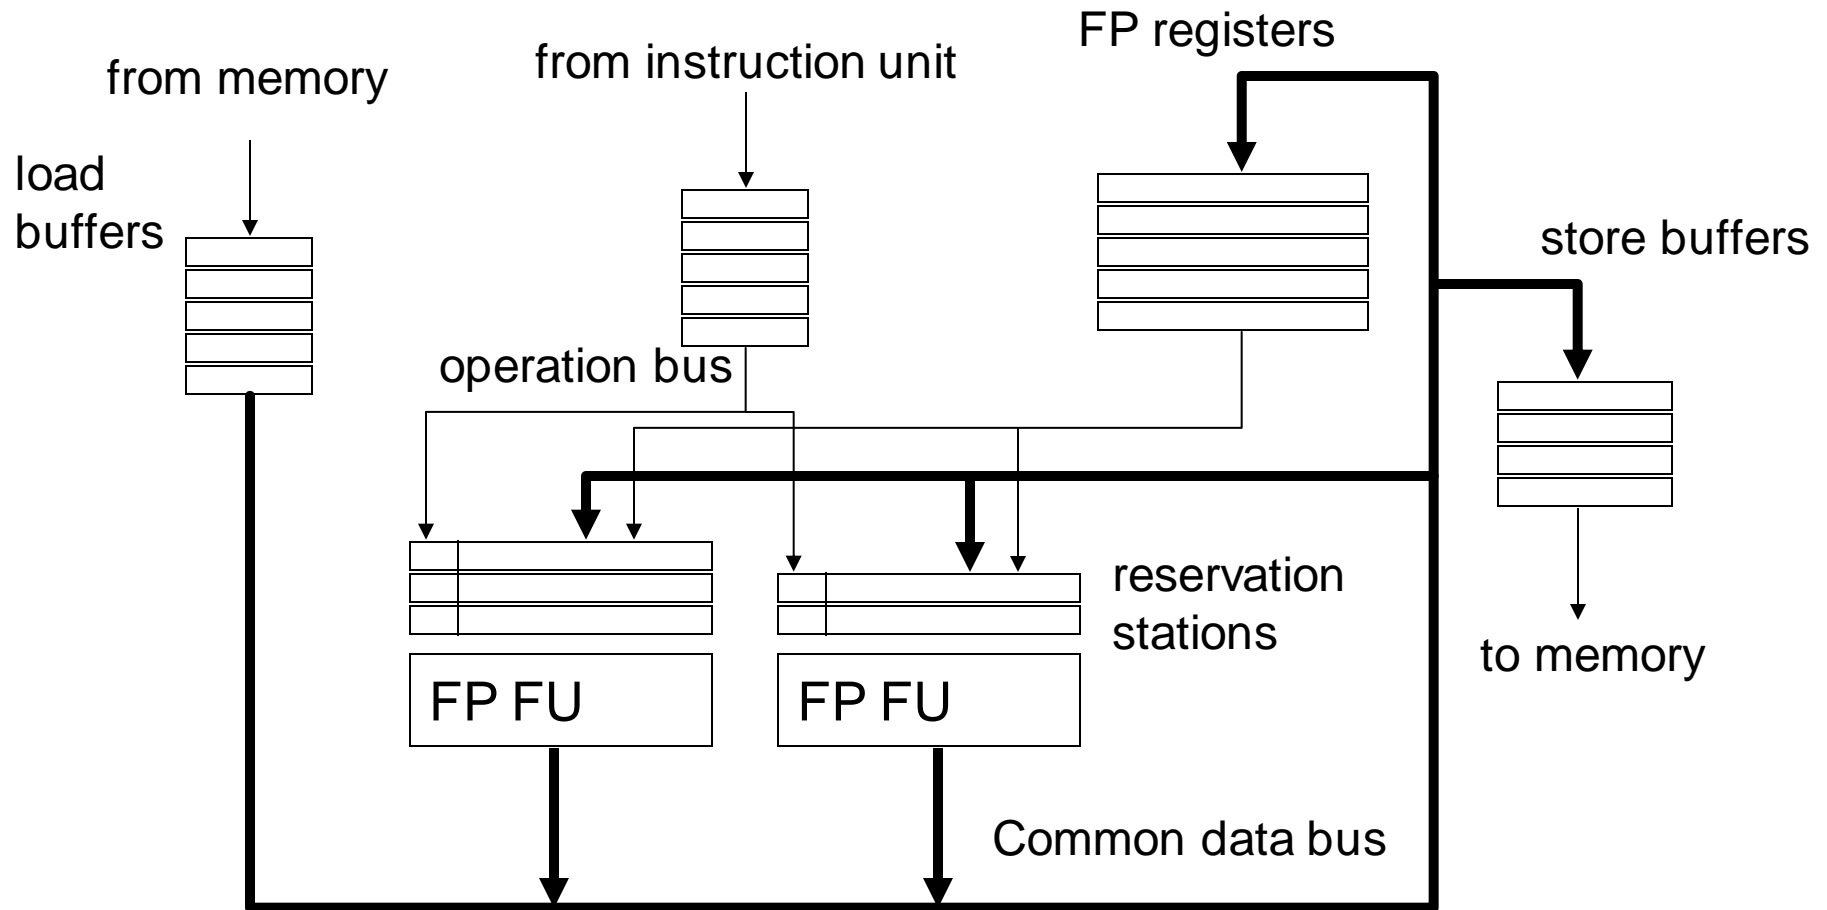 FP registers
from instruction unit
from memory
load
buffers
store buffers
operation bus
reservation
stations
to memory
FP FU
FP FU
Common data bus